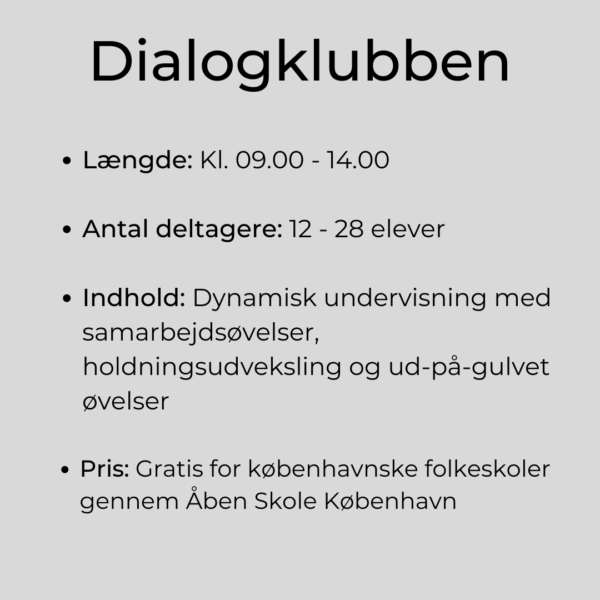 Dialogklubben
• Længde: Kl. 09.00 - 14.00
• Antal deltagere: 12 - 28 elever
• Indhold: Dynamisk undervisning med
samarbejdsøvelser,
holdningsudveksling og ud-på-gulvet
øvelser
• Pris: Gratis for københavnske folkeskoler
gennem Åben Skole København